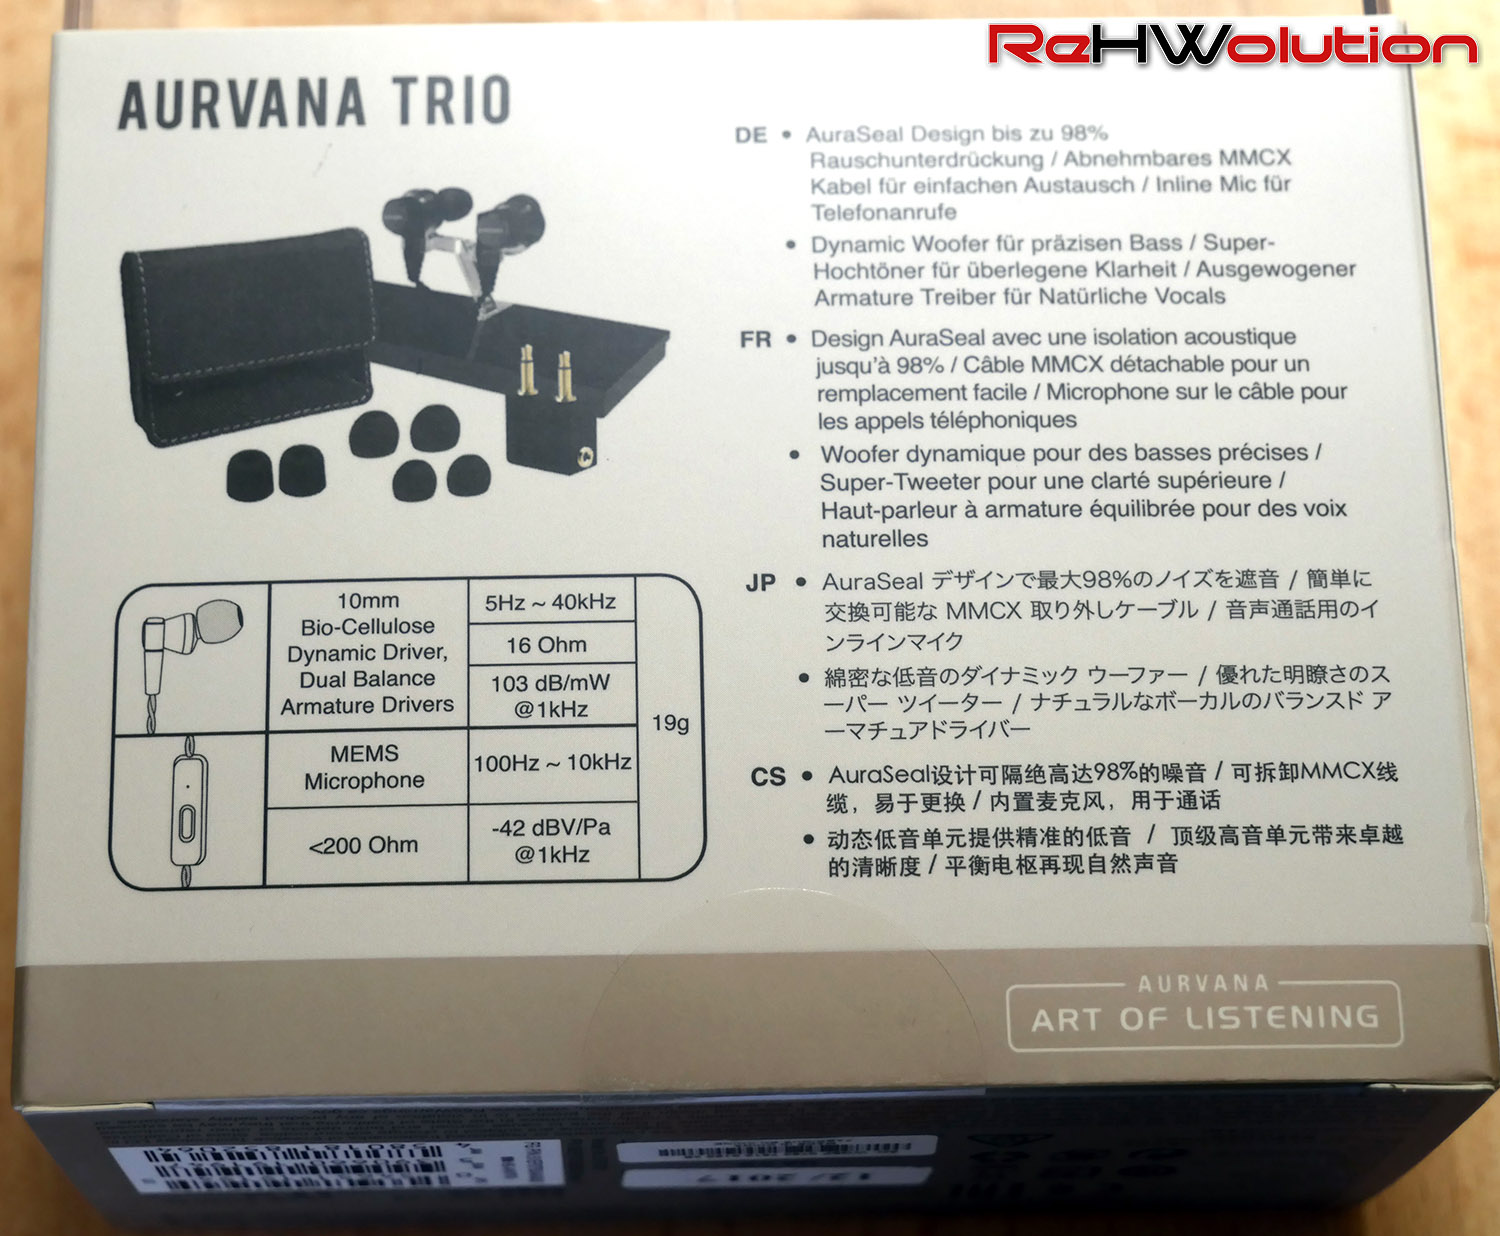 ReHWolution
AURVANA TRIO
DE • AuraSeal Design bis zu 98%
Rauschunterdrückung / Abnehmbares MMCX
Kabel für einfachen Austausch / Inline Mic für
Telefonanrufe
• Dynamic Woofer für präzisen Bass / Super-
Hochtöner für überlegene Klarheit / Ausgewogener
Armature Treiber für Natürliche Vocals
FR • Design AuraSeal avec une isolation acoustique
jusqu'à 98% / Câble MMCX détachable pour un
remplacement facile / Microphone sur le câble pour
les appels téléphoniques
• Woofer dynamique pour des basses précises /
Super-Tweeter pour une clarté supérieure /
Haut-parleur à armature équilibrée pour des voix
naturelles
JP • AuraSeal デザインで最大98%のノイズを遮音 / 簡単に
交換可能な MMCX 取り外しケーブル / 音声通話用のイ
ンラインマイク
• 綿密な低音のダイナミック ウーファー / 優れた明瞭さのス
ーパー ツイーター / ナチュラルなボーカルのバランスド ア
ーマチュアドライバー
CS • AuraSeal设计可隔绝高达98%的噪音 / 可拆卸MMCX线
缆，易于更换 / 内置麦克风，用于通话
• 动态低音单元提供精准的低音 / 顶级高音单元带来卓越
的清晰度 / 平衡电枢再现自然声音
10mm
Bio-Cellulose
Dynamic Driver,
Dual Balance
Armature Drivers
5Hz ~ 40kHz
16 Ohm
103 dB/mW
@1kHz
19g
MEMS
Microphone
100Hz ~ 10kHz
<200 Ohm
-42 dBV/Pa
@1kHz
AURVANA
ART OF LISTENING
12/2017